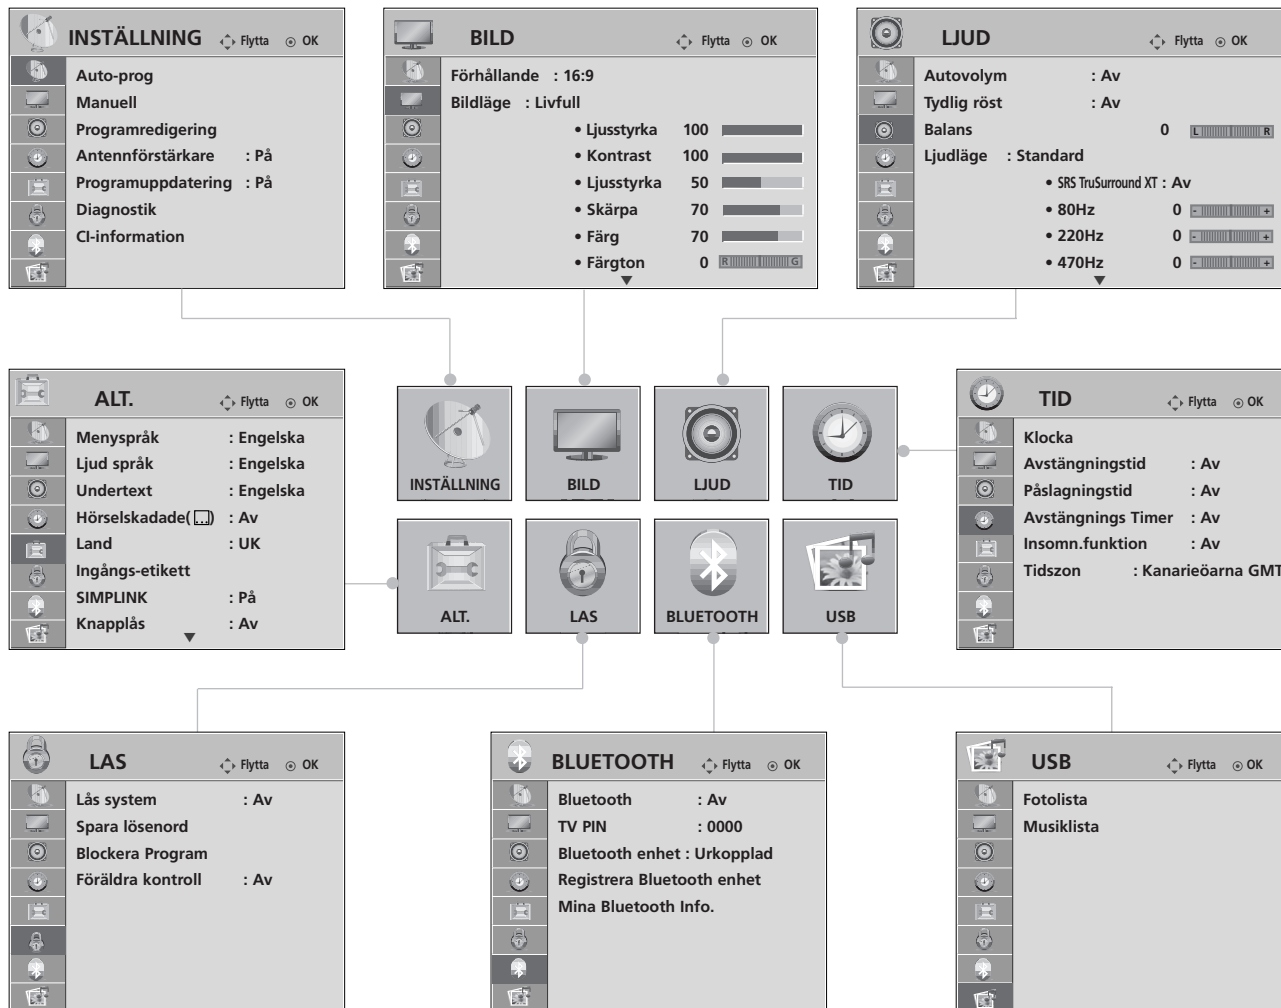 INSTÄLLNING Flytta OK
Auto-prog
Manuell
Programredigering
Antennförstärkare : På
Programuppdatering : På
Diagnostik
CI-information
BILD Flytta OK
Förhållande : 16:9
Bildläge : Livfull
• Ljusstyrka 100
• Kontrast 100
• Ljusstyrka 50
• Skärpa 70
• Färg 70
• Färgton 0 R G
LJUD Flytta OK
Autovolym : Av
Tydlig röst : Av
Balans 0 L R
Ljudläge : Standard
• SRS TruSurround XT : Av
• 80Hz 0 - +
• 220Hz 0 - +
• 470Hz 0 - +
ALT. Flytta OK
Menyspråk : Engelska
Ljud språk : Engelska
Undertext : Engelska
Hörselskadade( ) : Av
Land : UK
Ingångs-etikett
SIMPLINK : På
Knapplås : Av
INSTÄLLNING
BILD
LJUD
TID
ALT.
LAS
BLUETOOTH
USB
TID Flytta OK
Klocka
Avstängningstid : Av
Påslagningstid : Av
Avstängnings Timer : Av
Insomn.funktion : Av
Tidszon : Kanarieöarna GMT
LAS Flytta OK
Lås system : Av
Spara lösenord
Blockera Program
Föräldra kontroll : Av
BLUETOOTH Flytta OK
Bluetooth : Av
TV PIN : 0000
Bluetooth enhet : Urkopplad
Registrera Bluetooth enhet
Mina Bluetooth Info.
USB Flytta OK
Fotolista
Musiklista